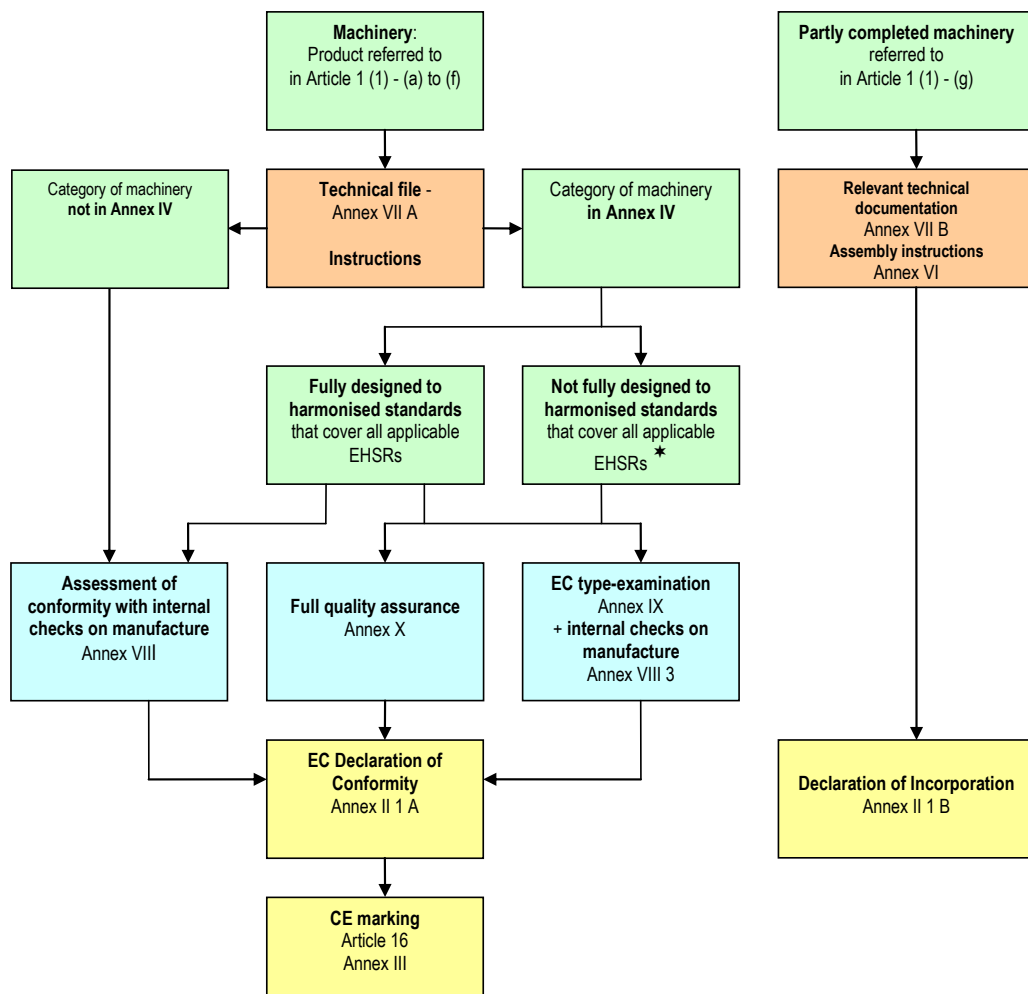 Machinery:
Product referred to
in Article 1 (1) - (a) to (f)
Partly completed machinery
referred to
in Article 1 (1) - (g)
Category of machinery
not in Annex IV
Technical file -
Annex VII A
Instructions
Category of machinery
in Annex IV
Relevant technical
documentation
Annex VII B
Assembly instructions
Annex VI
Fully designed to
harmonised standards
that cover all applicable
EHSRs
Not fully designed to
harmonised standards
that cover all applicable
EHSRs ✶
Assessment of
conformity with internal
checks on manufacture
Annex VIII
Full quality assurance
Annex X
EC type-examination
Annex IX
+ internal checks on
manufacture
Annex VIII 3
EC Declaration of
Conformity
Annex II 1 A
Declaration of Incorporation
Annex II 1 B
CE marking
Article 16
Annex III